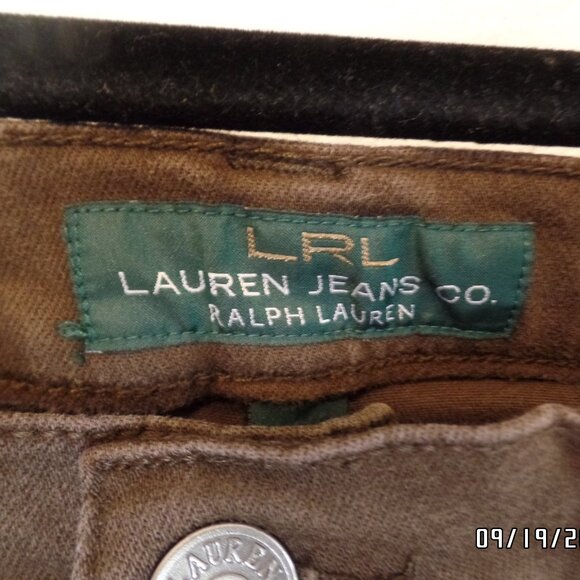 LRL
LAUREN JEANS CO.
RALPH LAUREN
LAUREN
09/19/2